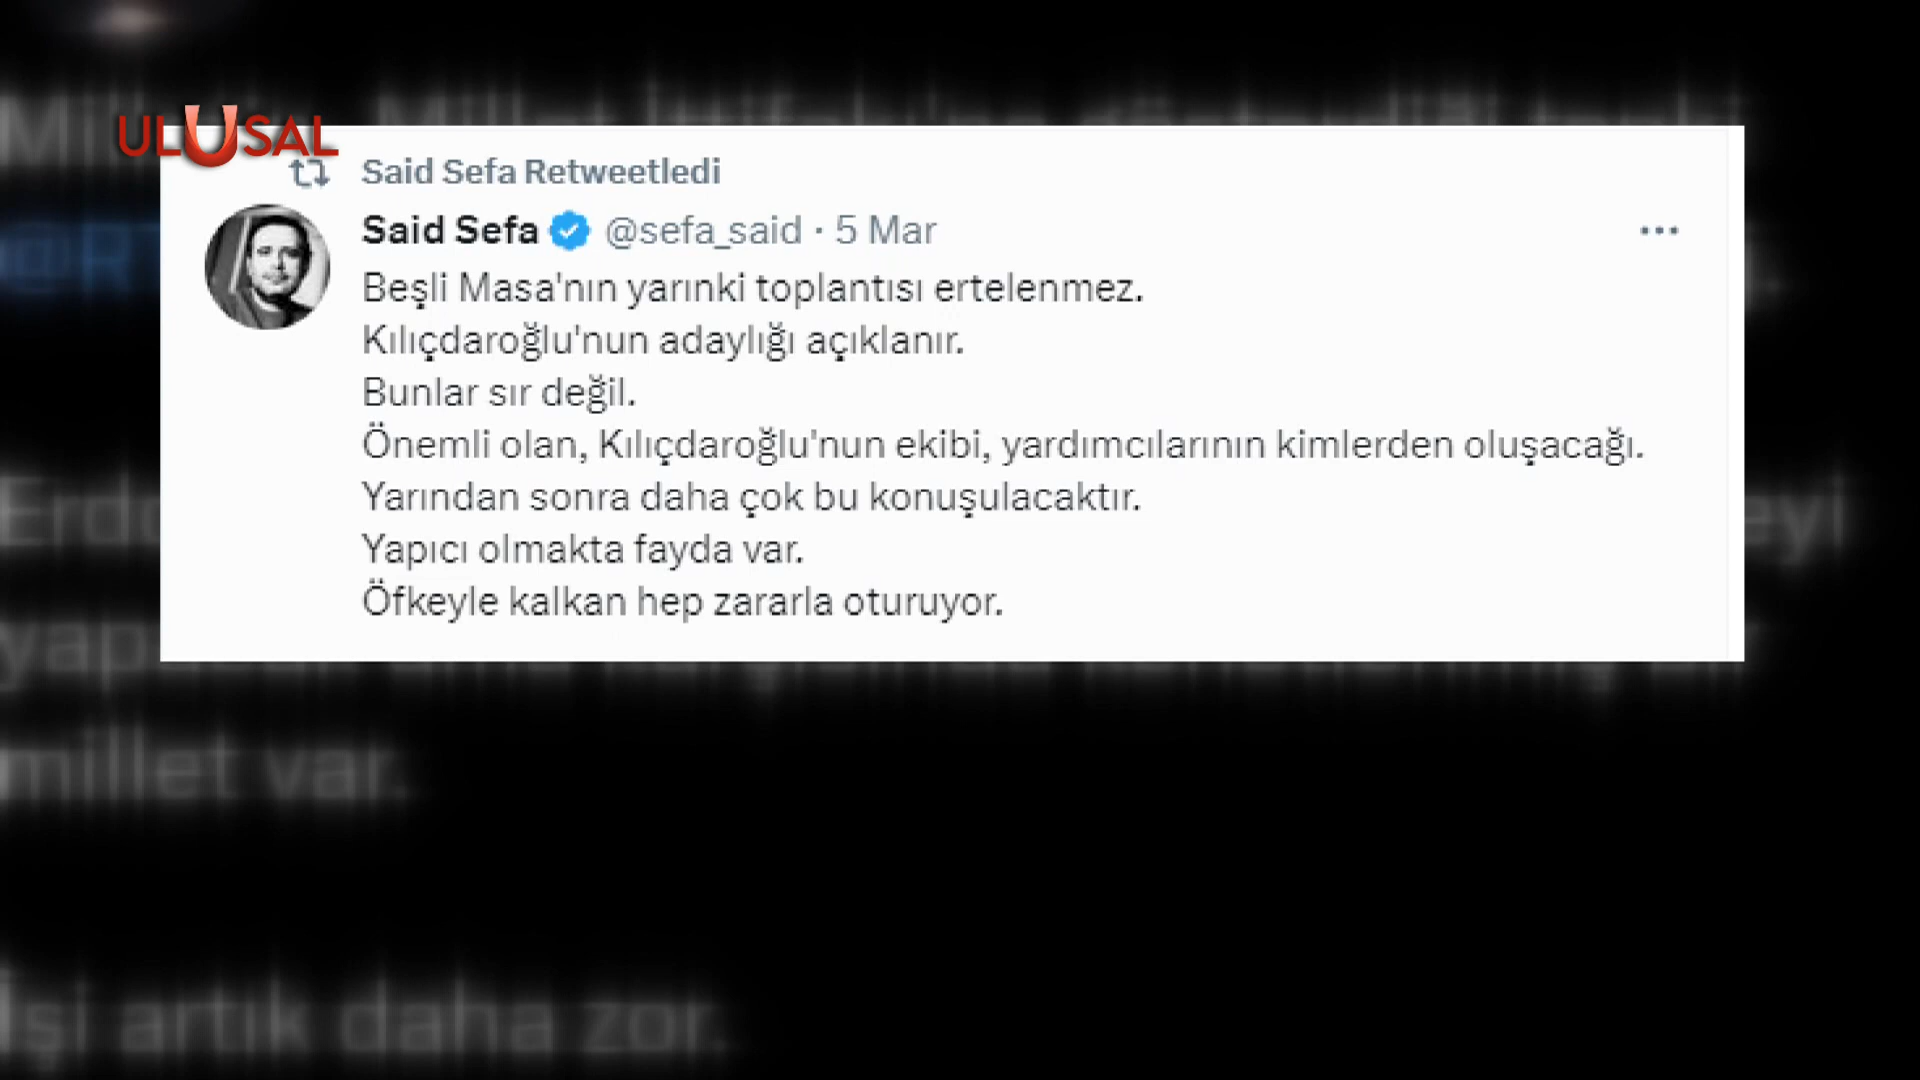 ULUSAL
Said Sefa Retweetledi
Said Sefa @sefa_said · 5 Mar
Beşli Masa'nın yarınki toplantısı ertelenmez.
Kılıçdaroğlu'nun adaylığı açıklanır.
Bunlar sır değil.
Önemli olan, Kılıçdaroğlu'nun ekibi, yardımcılarının kimlerden oluşacağı.
Yarından sonra daha çok bu konuşulacaktır.
Yapıcı olmakta fayda var.
Öfkeyle kalkan hep zararla oturuyor.
millet var.
İşi artık daha zor.